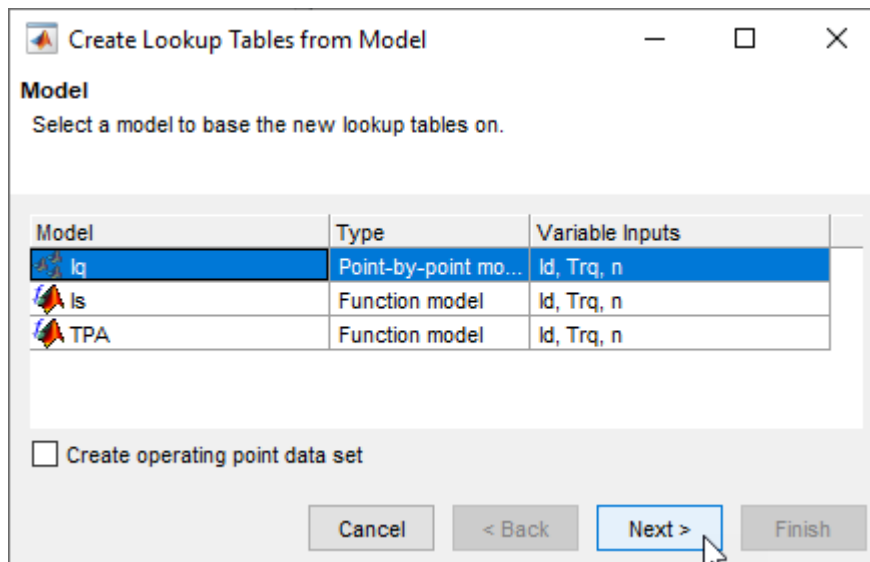 Create Lookup Tables from Model
Model
Select a model to base the new lookup tables on.
Model Type Variable Inputs
Iq Point-by-point mo... Id, Trq, n
Is Function model Id, Trq, n
TPA Function model Id, Trq, n
Create operating point data set
Cancel < Back Next > Finish